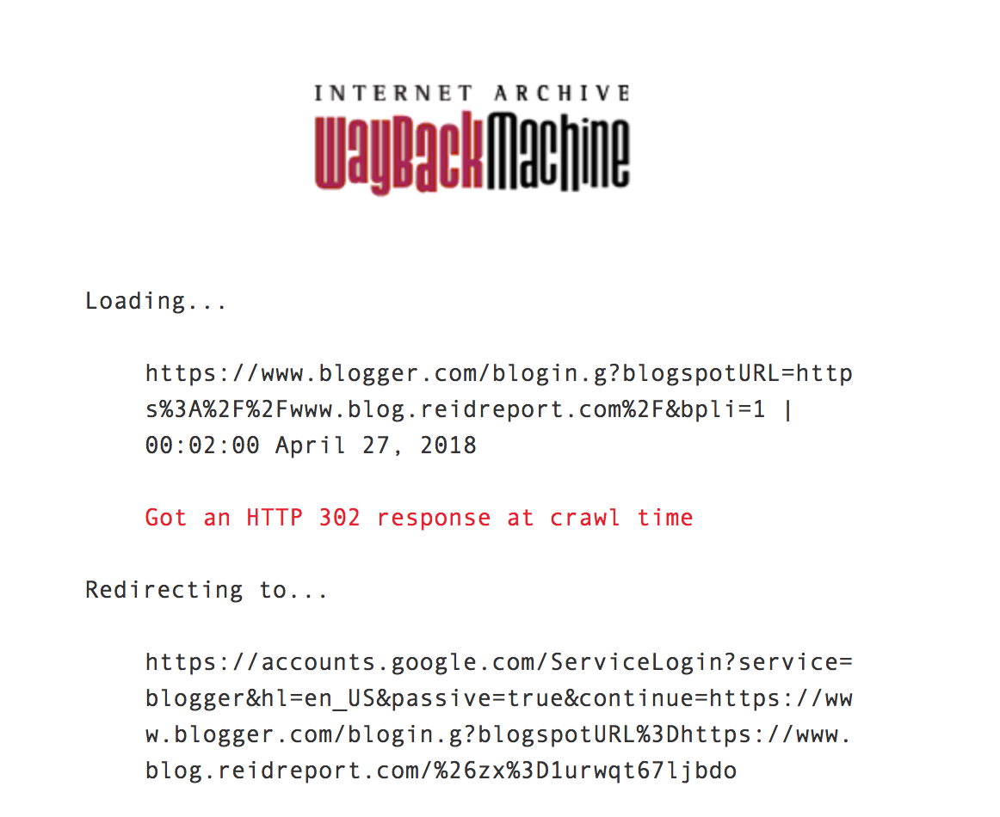 INTERNET ARCHIVE
WayBackMachine
Loading...
https://www.blogger.com/blogin.g?blogspotURL=http
s%3A%2F%2Fwww.blog.reidreport.com%2F&bpli=1 |
00:02:00 April 27, 2018
Got an HTTP 302 response at crawl time
Redirecting to...
https://accounts.google.com/ServiceLogin?service=
blogger&hl=en_US&passive=true&continue=https://ww
w.blogger.com/blogin.g?blogspotURL%3Dhttps://www.
blog.reidreport.com/%26zx%3D1urwqt67ljbdo